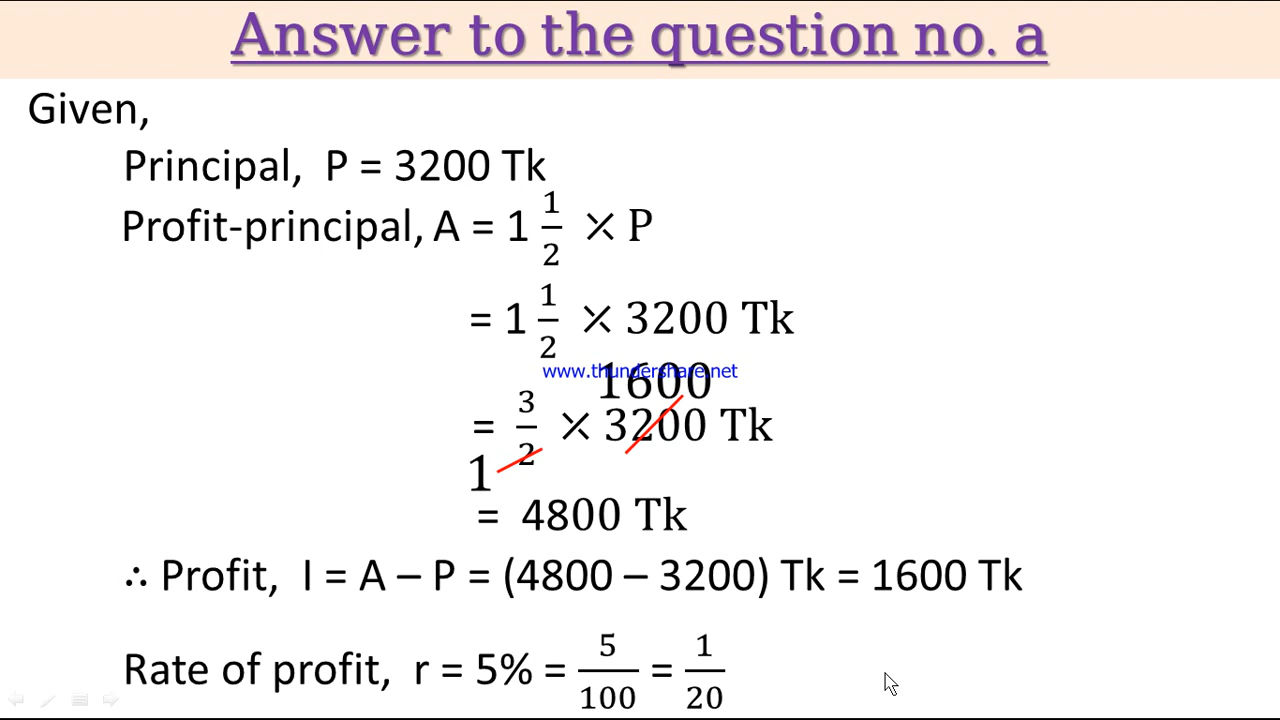 Answer to the question no. a
Given,
Principal, P = 3200 Tk
Profit-principal, A = 1 1/2 × P
= 1 1/2 × 3200 Tk
www.thundershare.net
1600
= 3/2 × 3200 Tk
1
= 4800 Tk
∴ Profit, I = A – P = (4800 – 3200) Tk = 1600 Tk
Rate of profit, r = 5% = 5/100 = 1/20